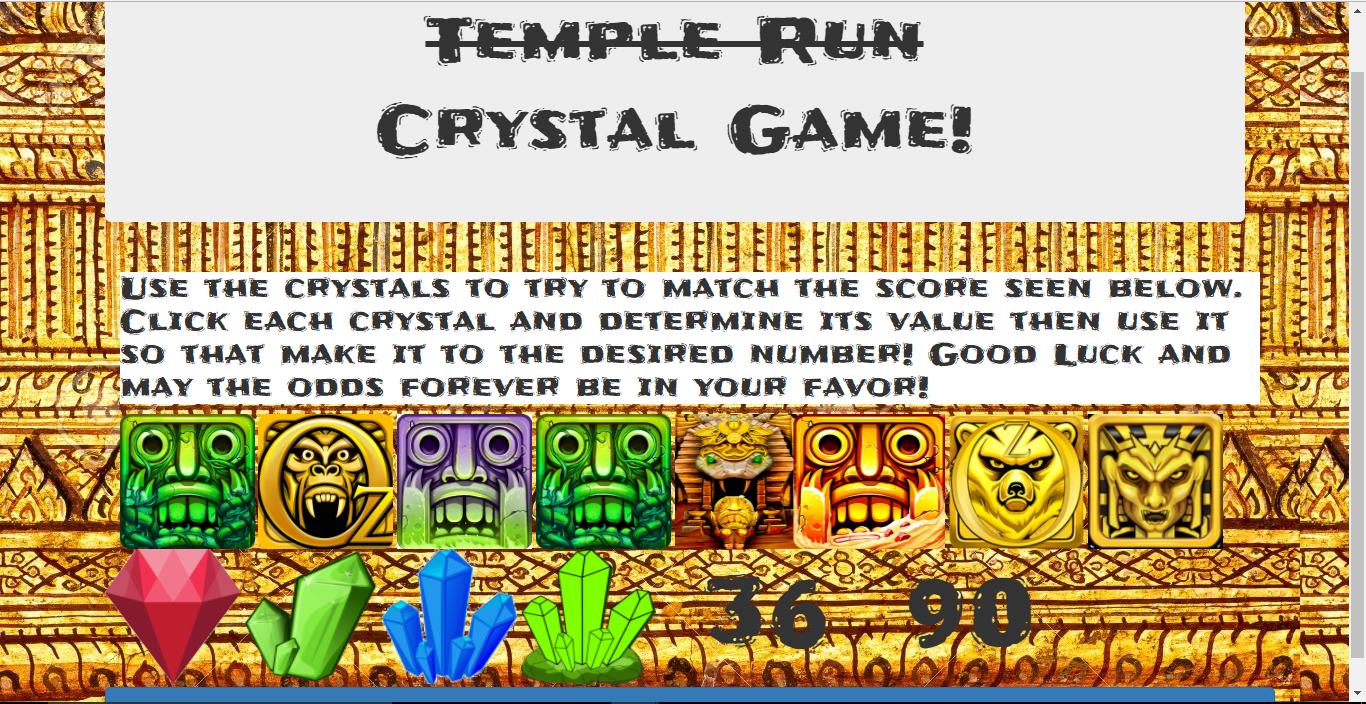 Temple Run
Crystal Game!
Use the crystals to try to match the score seen below.
Click each crystal and determine its value then use it
so that make it to the desired number! Good Luck and
may the odds forever be in your favor!
Oz
Z
36 90